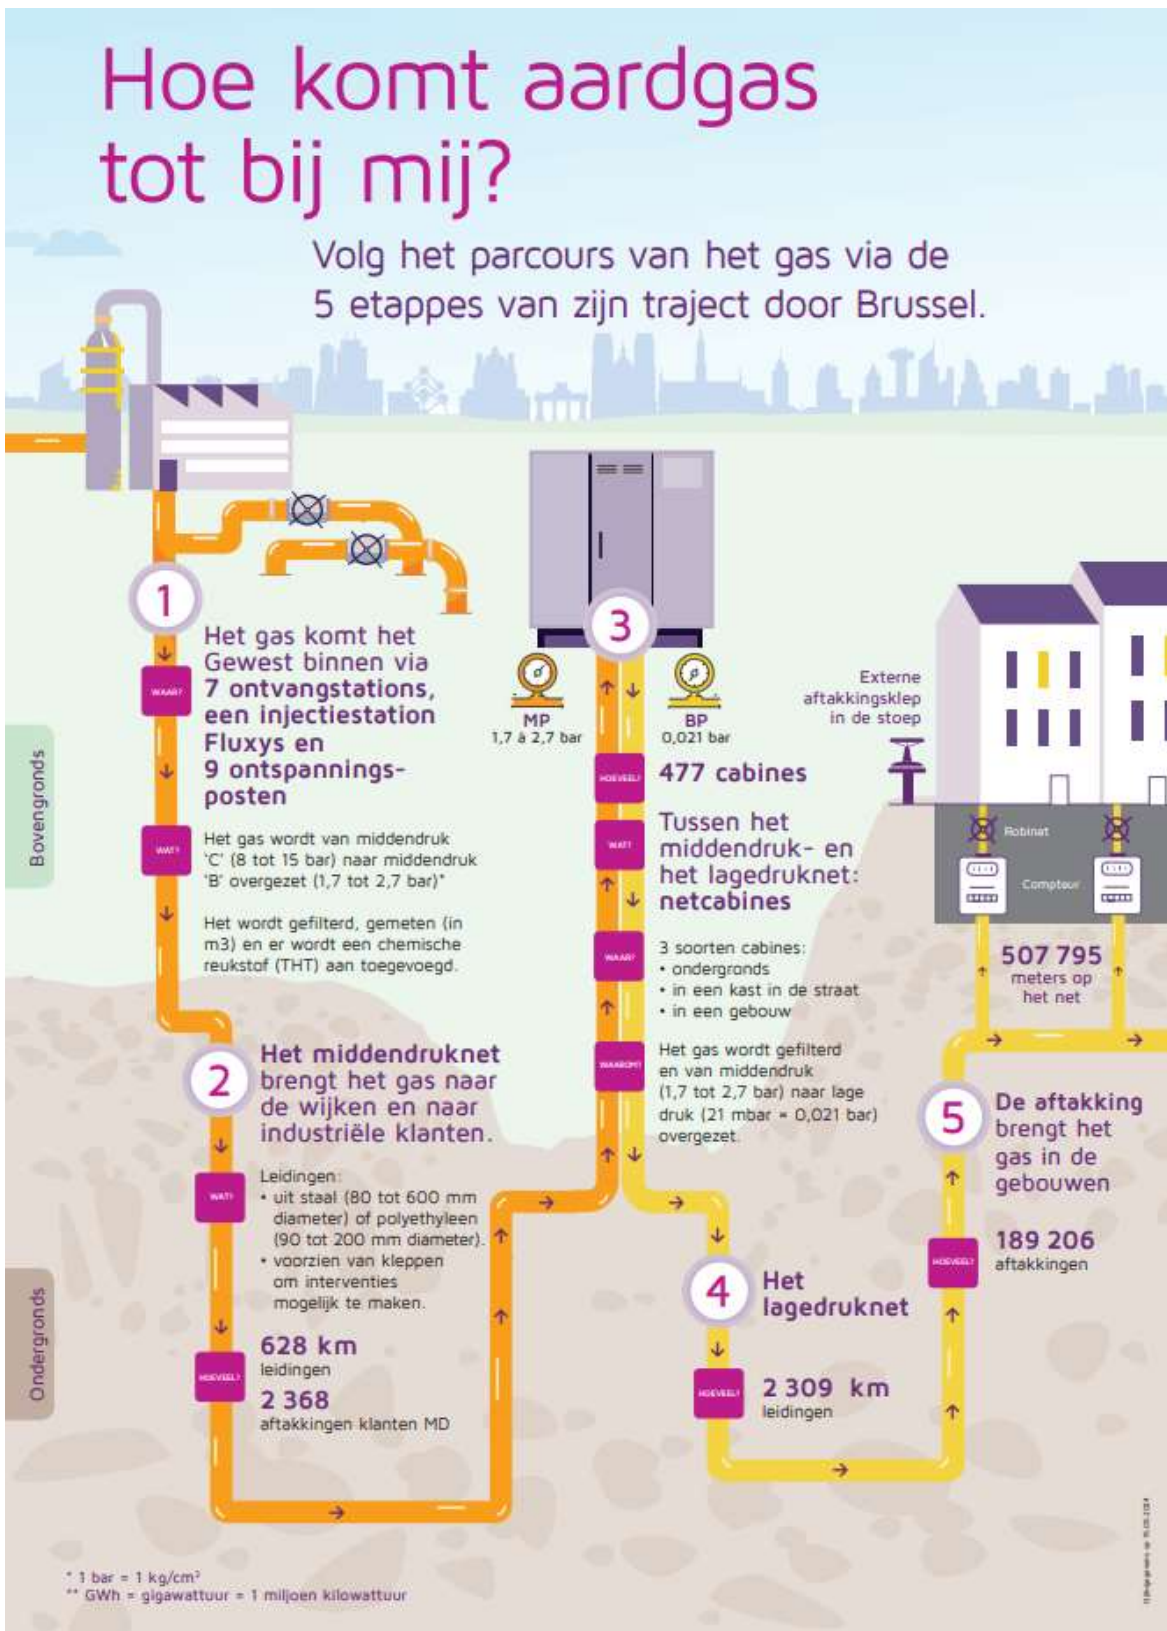 Hoe komt aardgas
tot bij mij?
Volg het parcours van het gas via de
5 etappes van zijn traject door Brussel.
1
WAAR?
Het gas komt het
Gewest binnen via
7 ontvangstations,
een injectiestation
Fluxys en
9 ontspannings-
posten
WAT?
Het gas wordt van middendruk
'C' (8 tot 15 bar) naar middendruk
'B' overgezet (1,7 tot 2,7 bar)*
Het wordt gefilterd, gemeten (in
m3) en er wordt een chemische
reukstof (THT) aan toegevoegd.
Bovengronds
Ondergronds
2
Het middendruknet
brengt het gas naar
de wijken en naar
industriële klanten.
WAT?
Leidingen:
• uit staal (80 tot 600 mm
diameter) of polyethyleen
(90 tot 200 mm diameter).
• voorzien van kleppen
om interventies
mogelijk te maken.
HOEVEEL?
628 km
leidingen
2 368
aftakkingen klanten MD
3
MP
1,7 à 2,7 bar
BP
0,021 bar
HOEVEEL?
477 cabines
WAT?
Tussen het
middendruk- en
het lagedruknet:
netcabines
WAAR?
3 soorten cabines:
• ondergronds
• in een kast in de straat
• in een gebouw
WAAROM?
Het gas wordt gefilterd
en van middendruk
(1,7 tot 2,7 bar) naar lage
druk (21 mbar = 0,021 bar)
overgezet.
4
Het
lagedruknet
HOEVEEL?
2 309 km
leidingen
5
De aftakking
brengt het
gas in de
gebouwen
HOEVEEL?
189 206
aftakkingen
Externe
aftakkingsklep
in de stoep
Robinet
Compteur
507 795
meters op
het net
* 1 bar = 1 kg/cm²
** GWh = gigawattuur = 1 miljoen kilowattuur